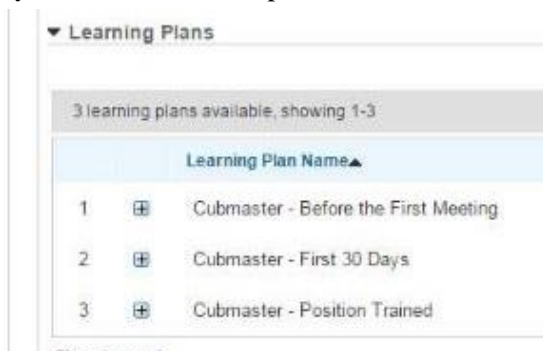 Learning Plans
3 learning plans available, showing 1-3
Learning Plan Name
1 Cubmaster - Before the First Meeting
2 Cubmaster - First 30 Days
3 Cubmaster - Position Trained